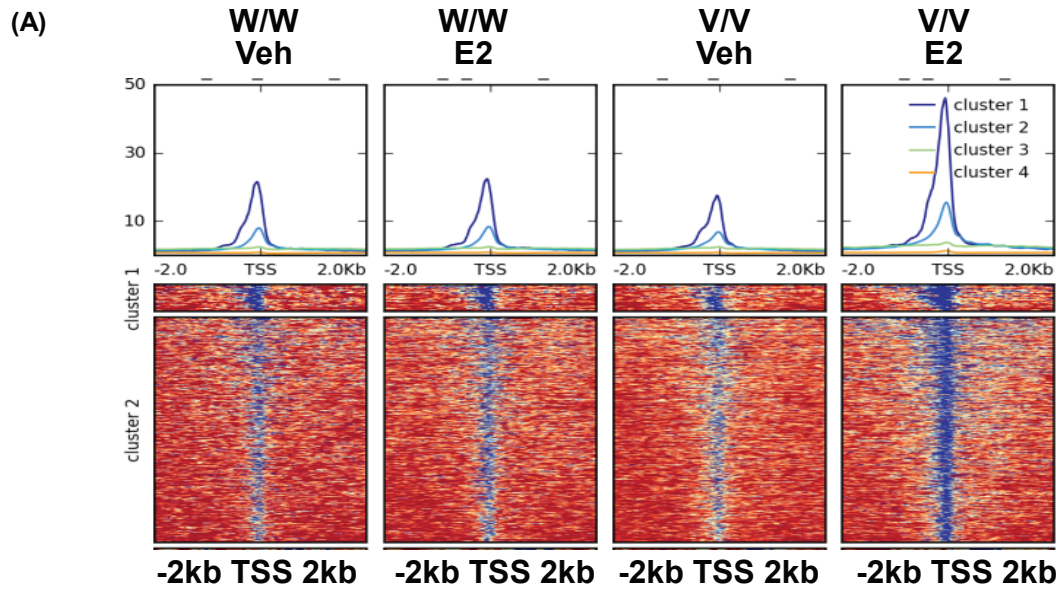 (A)
W/W
Veh
W/W
E2
V/V
Veh
V/V
E2
50
30
10
cluster 1
cluster 2
cluster 3
cluster 4
-2.0 TSS 2.0Kb
-2.0 TSS 2.0Kb
-2.0 TSS 2.0Kb
-2.0 TSS 2.0Kb
cluster 1
cluster 2
-2kb TSS 2kb
-2kb TSS 2kb
-2kb TSS 2kb
-2kb TSS 2kb